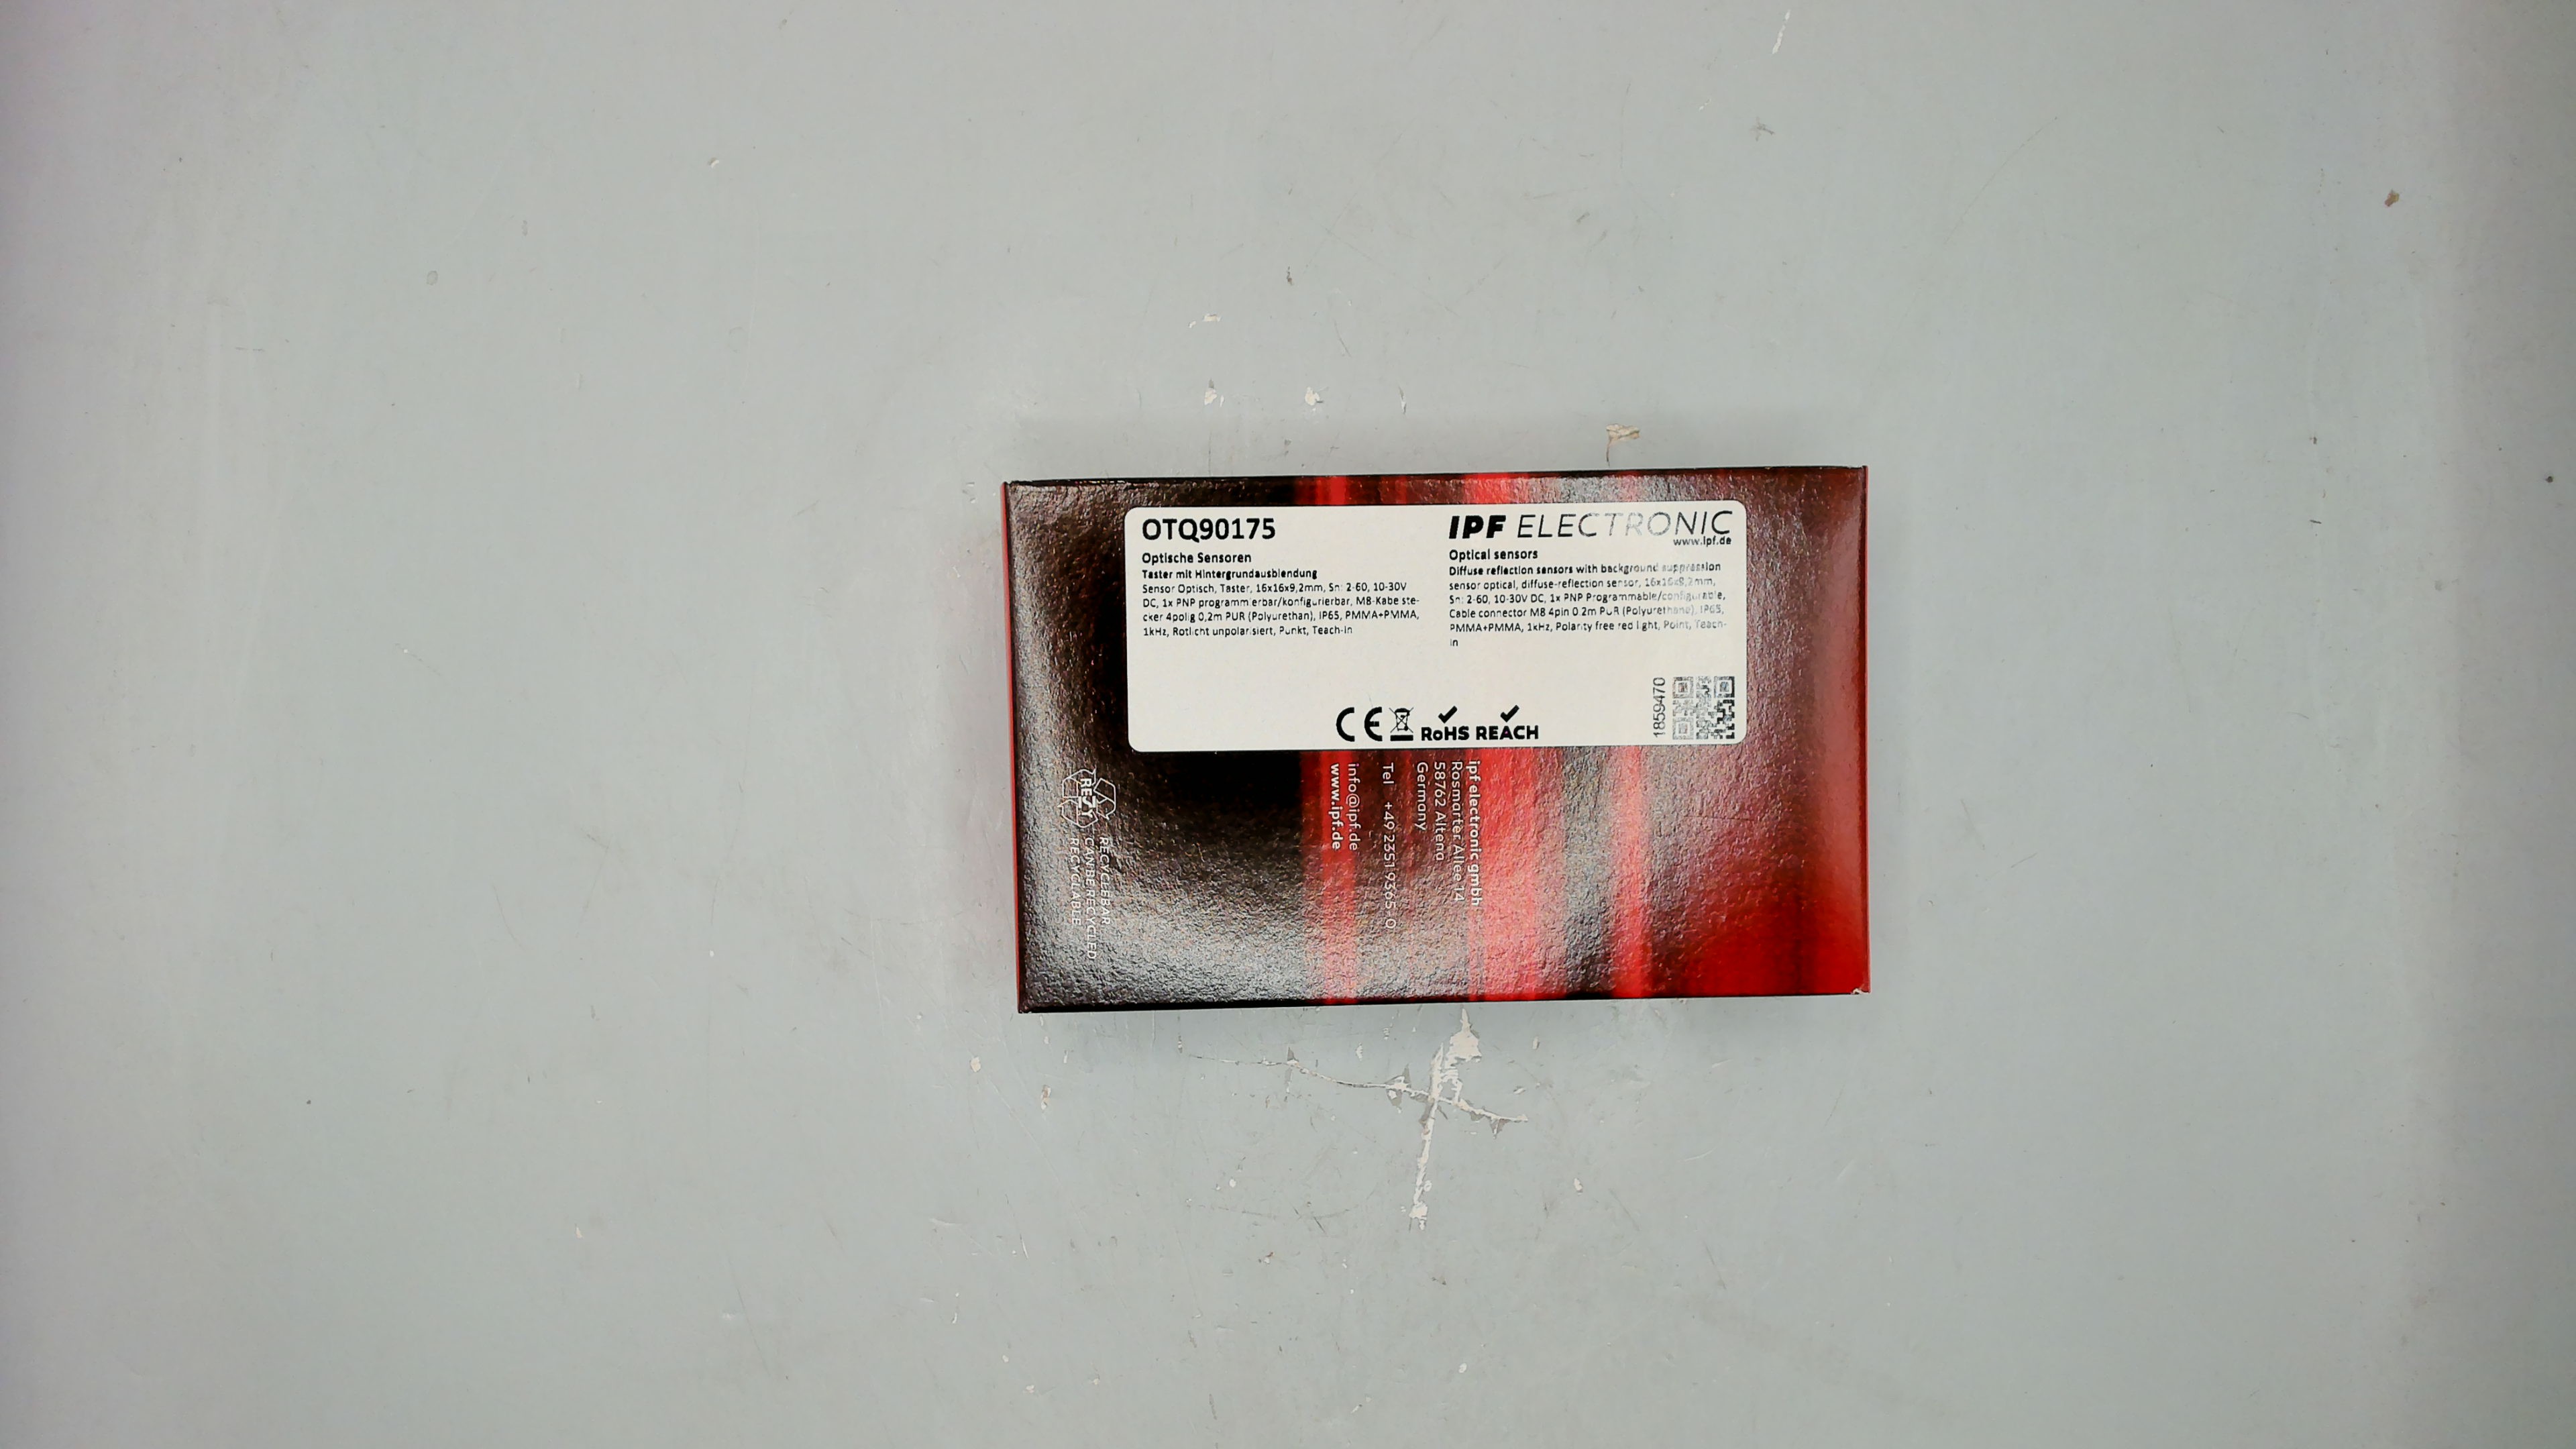 OTQ90175
Optische Sensoren
Taster mit Hintergrundausblendung
Sensor Optisch, Taster, 16x16x9,2mm, Sn: 2-60, 10-30V
DC, 1x PNP programmierbar/konfigurierbar, M8-Kabelste-
cker 4polig 0,2m PUR (Polyurethan), IP65, PMMA+PMMA,
1kHz, Rotlicht unpolarisiert, Punkt, Teach-In
IPF ELECTRONIC
www.ipf.de
Optical sensors
Diffuse reflection sensors with background suppression
sensor optical, diffuse-reflection sensor, 16x16x9,2mm,
Sn: 2-60, 10-30V DC, 1x PNP Programmable/configurable,
Cable connector M8 4pin 0.2m PUR (Polyurethane), IP65,
PMMA+PMMA, 1kHz, Polarity free red light, Point, Teach-
in
CE RoHS REACH
1859470
ipf electronic gmbh
Rosmarter Allee 14
58762 Altena
Germany
Tel +49 2351 9365-0
info@ipf.de
www.ipf.de
RESY
RECYCLEBAR
CAN BE RECYCLED
RECYCLABLE